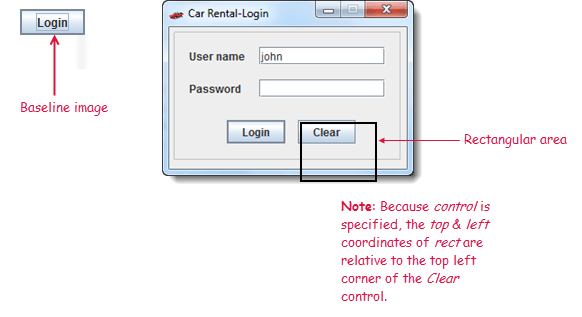 Login
Baseline image
Car Rental-Login
User name john
Password
Login Clear
Rectangular area
Note: Because control is
specified, the top & left
coordinates of rect are
relative to the top left
corner of the Clear
control.